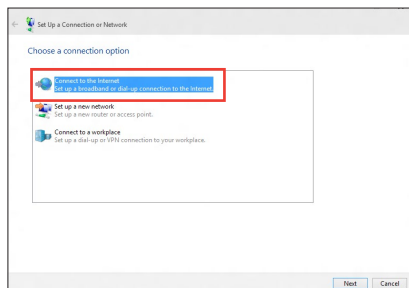 Set Up a Connection or Network
Choose a connection option
Connect to the Internet
Set up a broadband or dial-up connection to the Internet.
Set up a new network
Set up a new router or access point.
Connect to a workplace
Set up a dial-up or VPN connection to your workplace.
Next
Cancel